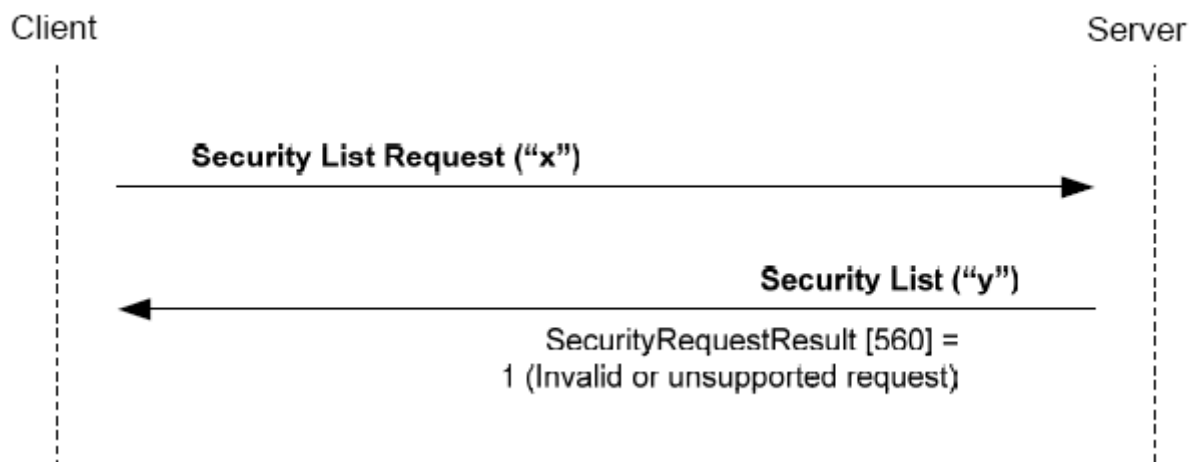 Client
Server
Security List Request (“x”)
Security List (“y”)
SecurityRequestResult [560] =
1 (Invalid or unsupported request)